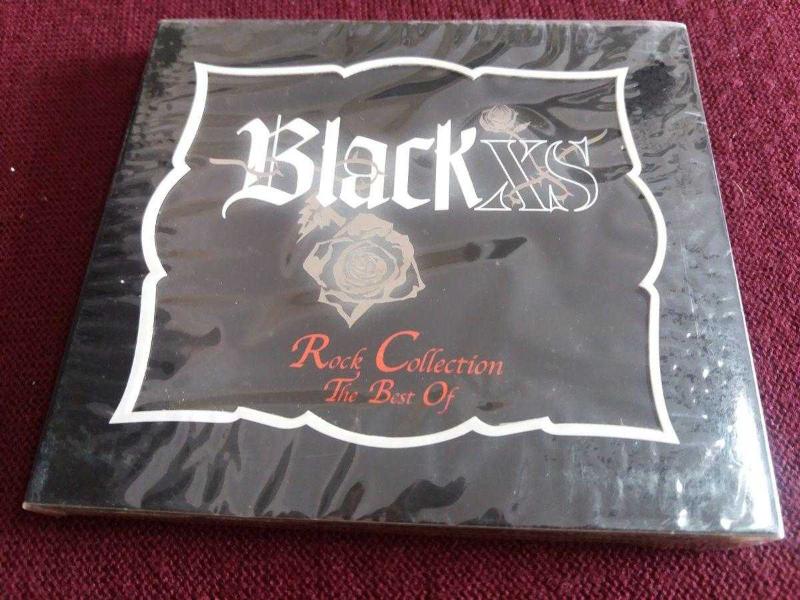 Black XS
Rock Collection
The Best Of